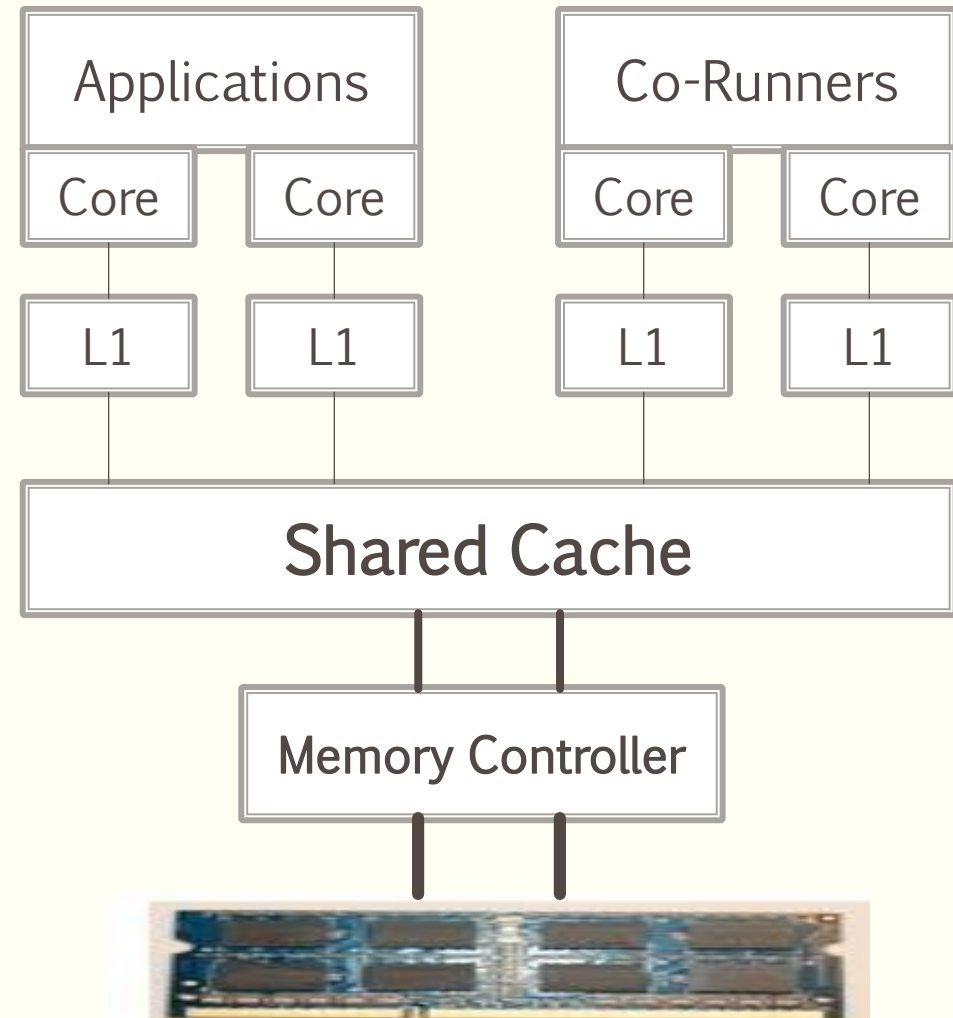 Applications
Co-Runners
Core
Core
Core
Core
L1
L1
L1
L1
Shared Cache
Memory Controller